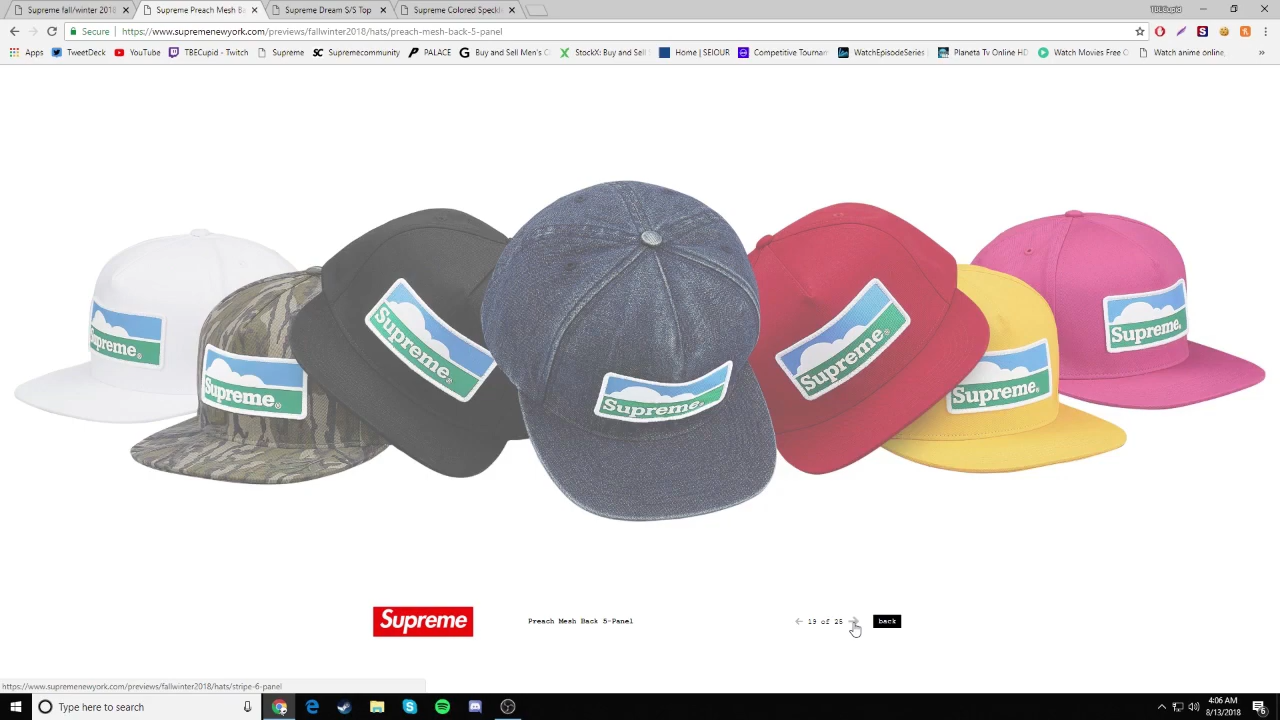 Supreme fall/winter 2018
Supreme Preach Mesh Ba
Supreme Dream S/S Top
Supreme Colored Speckle
Secure
https://www.supremenewyork.com/previews/fallwinter2018/hats/preach-mesh-back-5-panel
Apps
TweetDeck
YouTube
TBECupid - Twitch
Supreme
SC Supremecommunity
P PALACE
G Buy and Sell Men's C
StockX: Buy and Sell
Home | SEIOUR
Competitive Tournam
WatchEpisodeSeries
Planeta Tv Online HD
Watch Movies Free O
Watch anime online,
Supreme®
Supreme®
Supreme®
Supreme®
Supreme®
Supreme®
Supreme®
Supreme
Preach Mesh Back 5-Panel
19 of 25
back
https://www.supremenewyork.com/previews/fallwinter2018/hats/stripe-6-panel
Type here to search
4:06 AM
8/13/2018